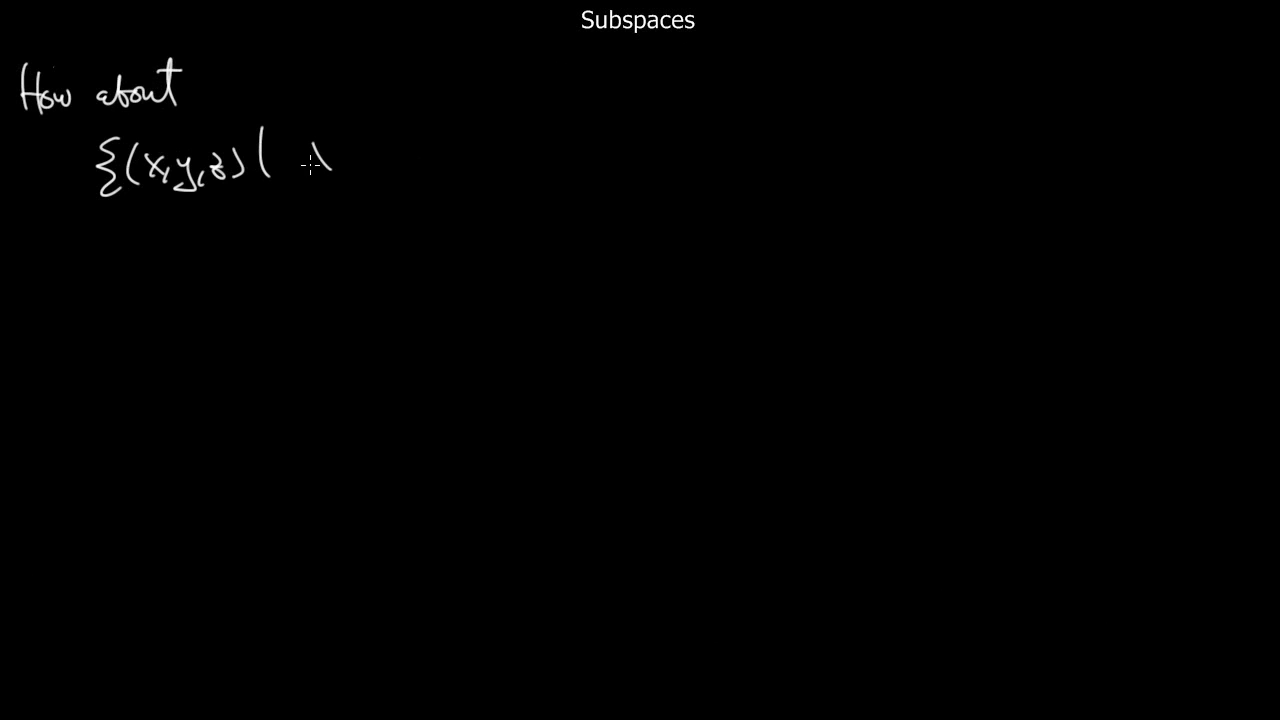 Subspaces
How about
{(x,y,z) | \